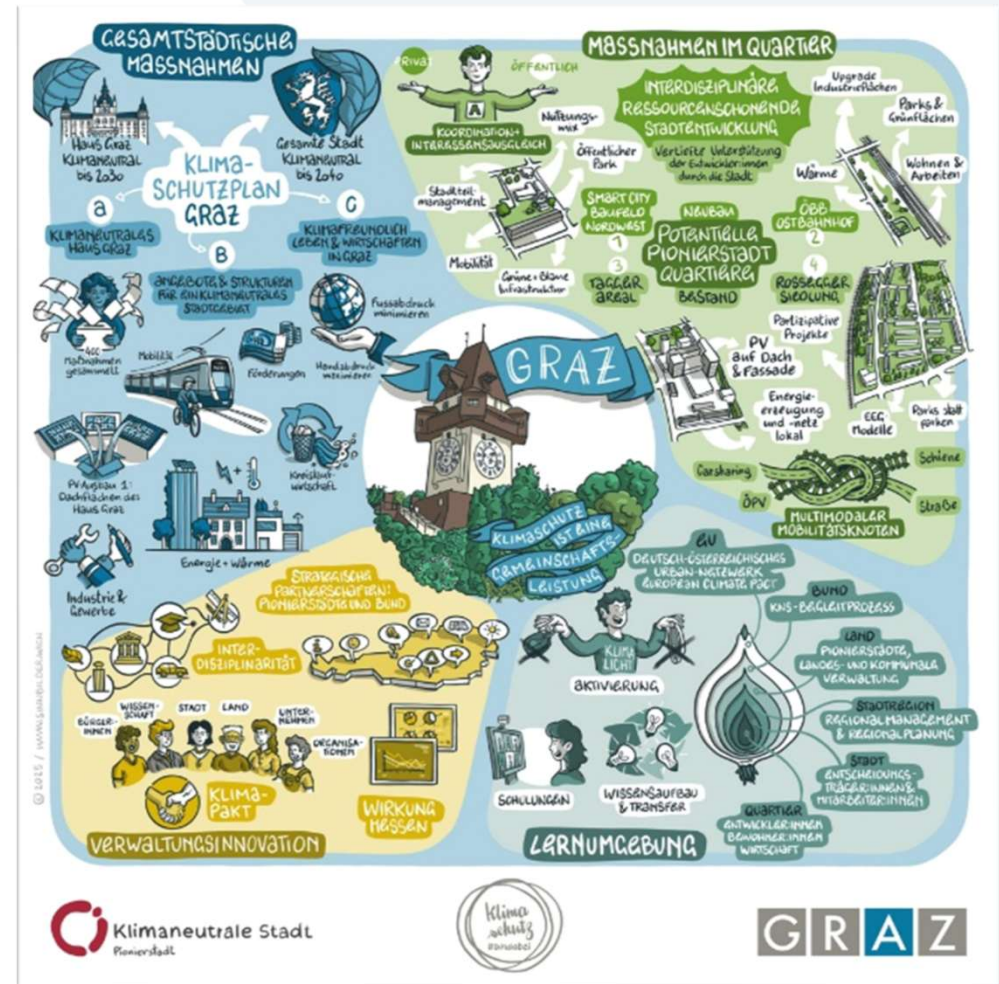 GESAMTSTÄDTISCHE
MASSNAHMEN
Haus Graz
KLIMANEUTRAL
bis 2030
Gesamte Stadt
KLIMANEUTRAL
bis 2040
KLIMA-
SCHUTZPLAN
GRAZ
a
KLIMANEUTRALES
HAUS GRAZ
B
ANGEBOTE & STRUKTUREN
FÜR EIN KLIMANEUTRALES
STADTGEBIET
C
KLIMAFREUNDLICH
LEBEN & WIRTSCHAFTEN
IN GRAZ
400
Maßnahmen
gesammelt
Mobilität
Förderungen
Fussabdruck
minimieren
Handabdruck
maximieren
PV Ausbau 1:
Dachflächen des
Haus Graz
Kreislauf-
wirtschaft
Energie + Wärme
Industrie &
Gewerbe
MASSNAHMEN IM QUARTIER
PRIVAT
ÖFFENTLICH
A
KOORDINATION +
INTERESSENSAUSGLEICH
INTERDISZIPLINÄRE
RESSOURCENSCHONENDE
STADTENTWICKLUNG
Vertiefte Unterstützung
der Entwickler:innen
durch die Stadt
Nutzungs-
mix
Öffentlicher
Park
Stadtteil-
management
Mobilität
Grüne + Blaue
Infrastruktur
Upgrade
Industrieflächen
Parks &
Grünflächen
Wärme
Wohnen &
Arbeiten
SMART CITY
BAUFELD
NORDWEST
1
NEUBAU
POTENTIELLE
PIONIERSTADT
QUARTIERE
BESTAND
ÖBB
OSTBAHNHOF
2
3
TAGGER
AREAL
4
ROSEGGER
SIEDLUNG
Partizipative
Projekte
PV
auf Dach
& Fassade
Energie-
erzeugung
und -netz
lokal
EEG
Modelle
Parks statt
parken
Carsharing
Schiene
ÖPV
Straße
MULTIMODALER
MOBILITÄTSKNOTEN
GRAZ
KLIMASCHUTZ
IST EINE
GEMEINSCHAFTS-
LEISTUNG
STRATEGISCHE
PARTNERSCHAFTEN:
PIONIERSTÄDTE UND BUND
INTER-
DISZIPLINARITÄT
BÜRGER-
INNEN
WISSEN-
SCHAFT
STADT
LAND
UNTER-
NEHMEN
ORGANISA-
TIONEN
KLIMA-
PAKT
WIRKUNG
MESSEN
VERWALTUNGSINNOVATION
EU
DEUTSCH-ÖSTERREICHISCHES
URBAN-NETZWERK
EUROPEAN CLIMATE PACT
BUND
KNS-BEGLEITPROZESS
LAND
PIONIERSTÄDTE,
LANDES- UND KOMMUNALE
VERWALTUNG
STADTREGION
REGIONALMANAGEMENT
& REGIONALPLANUNG
STADT
ENTSCHEIDUNGS-
TRÄGER:INNEN &
MITARBEITER:INNEN
QUARTIER
ENTWICKLER:INNEN
BEWOHNER:INNEN
WIRTSCHAFT
KLIMA
LICHT
AKTIVIERUNG
SCHULUNGEN
WISSENSAUFBAU
& TRANSFER
LERNUMGEBUNG
Klimaneutrale Stadt
Pionierstadt
Klima
schutz
GRAZ